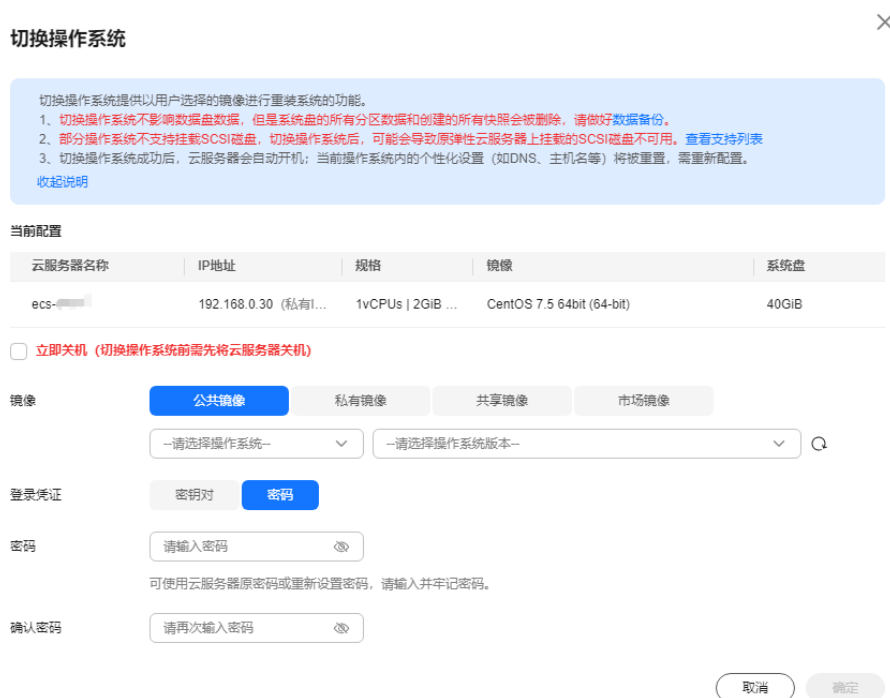 切换操作系统
切换操作系统提供以用户选择的镜像进行重装系统的功能。
1、切换操作系统不影响数据盘数据，但是系统盘的所有分区数据和创建的所有快照会被删除，请做好数据备份。
2、部分操作系统不支持挂载SCSI磁盘，切换操作系统后，可能会导致原弹性云服务器上挂载的SCSI磁盘不可用。查看支持列表
3、切换操作系统成功后，云服务器会自动开机；当前操作系统内的个性化设置（如DNS、主机名等）将被重置，需重新配置。
收起说明
当前配置
云服务器名称 IP地址 规格 镜像 系统盘
ecs- 192.168.0.30 (私有I... 1vCPUs | 2GiB ... CentOS 7.5 64bit (64-bit) 40GiB
立即关机（切换操作系统前需先将云服务器关机）
镜像 公共镜像 私有镜像 共享镜像 市场镜像
--请选择操作系统-- --请选择操作系统版本--
登录凭证 密钥对 密码
密码 请输入密码
可使用云服务器原密码或重新设置密码，请输入并牢记密码。
确认密码 请再次输入密码
取消 确定